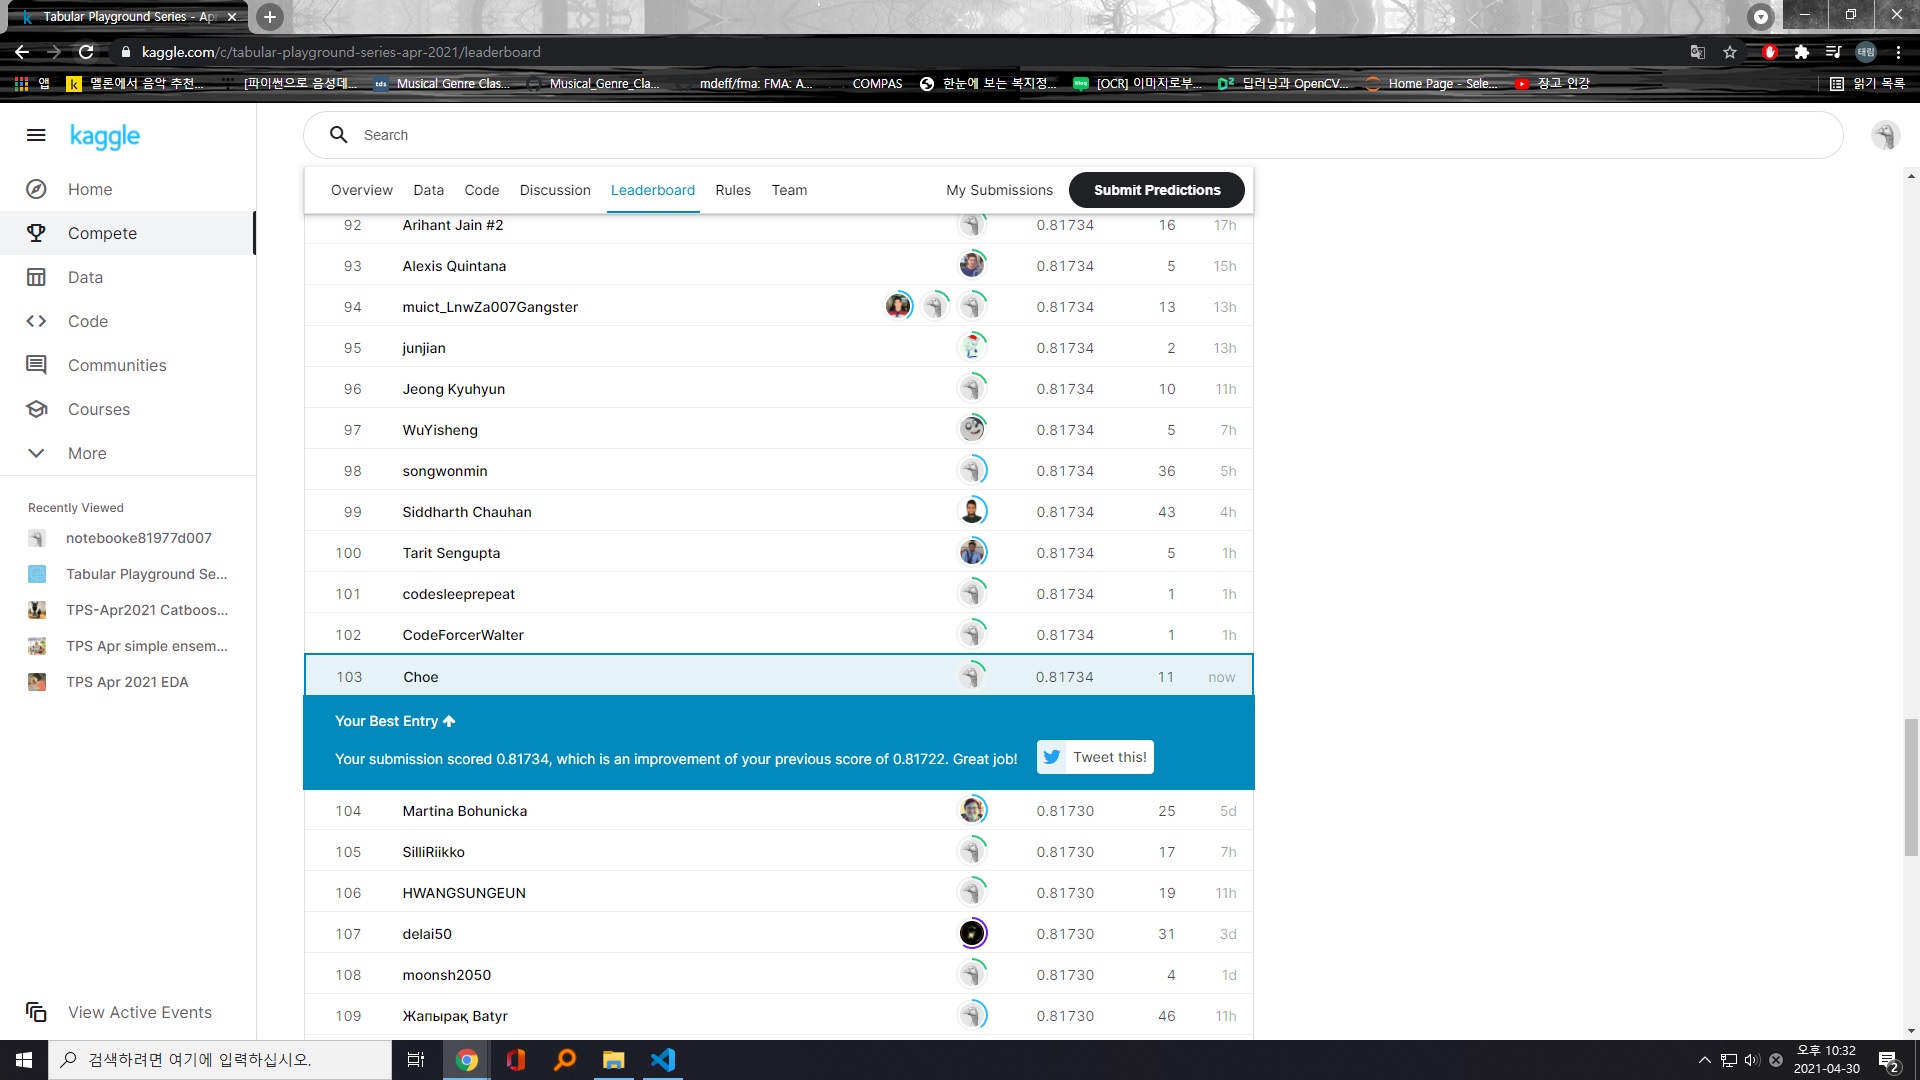 Tabular Playground Series - Ap
kaggle.com/c/tabular-playground-series-apr-2021/leaderboard
앱
멜론에서 음악 추천...
[파이썬으로 음성데...
Musical Genre Clas...
Musical_Genre_Cla...
mdeff/fma: FMA: A...
COMPAS
한눈에 보는 복지정...
[OCR] 이미지로부...
딥러닝과 OpenCV...
Home Page - Sele...
장고 인강
읽기 목록
kaggle
Search
태림
Home
Compete
Data
Code
Communities
Courses
More
Recently Viewed
notebooke81977d007
Tabular Playground Se...
TPS-Apr2021 Catboos...
TPS Apr simple ensem...
TPS Apr 2021 EDA
View Active Events
Overview Data Code Discussion Leaderboard Rules Team My Submissions Submit Predictions
92 Arihant Jain #2 0.81734 16 17h
93 Alexis Quintana 0.81734 5 15h
94 muict_LnwZa007Gangster 0.81734 13 13h
95 junjian 0.81734 2 13h
96 Jeong Kyuhyun 0.81734 10 11h
97 WuYisheng 0.81734 5 7h
98 songwonmin 0.81734 36 5h
99 Siddharth Chauhan 0.81734 43 4h
100 Tarit Sengupta 0.81734 5 1h
101 codesleeprepeat 0.81734 1 1h
102 CodeForcerWalter 0.81734 1 1h
103 Choe 0.81734 11 now
Your Best Entry
Your submission scored 0.81734, which is an improvement of your previous score of 0.81722. Great job! Tweet this!
104 Martina Bohunicka 0.81730 25 5d
105 SilliRiikko 0.81730 17 7h
106 HWANGSUNGEUN 0.81730 19 11h
107 delai50 0.81730 31 3d
108 moonsh2050 0.81730 4 1d
109 Жапырақ Batyr 0.81730 46 11h
검색하려면 여기에 입력하십시오.
오후 10:32
2021-04-30
2